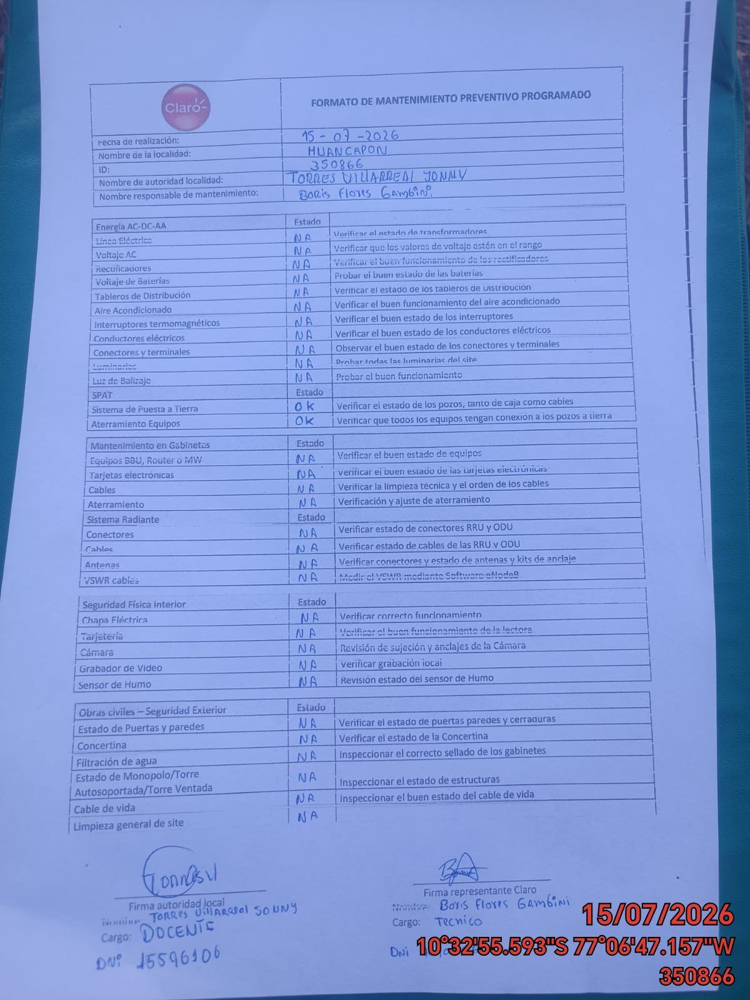 Claro
FORMATO DE MANTENIMIENTO PREVENTIVO PROGRAMADO
Fecha de realización: 15-07-2026
Nombre de la localidad: HUANCAPON
ID: 350866
Nombre de autoridad localidad: TORRES VILLARREAL JONNY
Nombre responsable de mantenimiento: Boris Flores Gambini
Energía AC-DC-AA Estado
Línea Eléctrica NA Verificar el estado de transformadores
Voltaje AC NA Verificar que los valores de voltaje estén en el rango
Rectificadores NA Verificar el buen funcionamiento de los rectificadores
Voltaje de Baterías NA Probar el buen estado de las baterías
Tableros de Distribución NA Verificar el estado de los tableros de Distribución
Aire Acondicionado NA Verificar el buen funcionamiento del aire acondicionado
Interruptores termomagnéticos NA Verificar el buen estado de los interruptores
Conductores eléctricos NA Verificar el buen estado de los conductores eléctricos
Conectores y terminales NA Observar el buen estado de los conectores y terminales
Luminarias NA Probar todas las luminarias del site
Luz de Balizaje NA Probar el buen funcionamiento
SPAT Estado
Sistema de Puesta a Tierra OK Verificar el estado de los pozos, tanto de caja como cables
Aterramiento Equipos OK Verificar que todos los equipos tengan conexión a los pozos a tierra
Mantenimiento en Gabinetes Estado
Equipos BBU, Router o MW NA Verificar el buen estado de equipos
Tarjetas electrónicas NA Verificar el buen estado de las tarjetas electrónicas
Cables NA Verificar la limpieza técnica y el orden de los cables
Aterramiento NA Verificación y ajuste de aterramiento
Sistema Radiante Estado
Conectores NA Verificar estado de conectores RRU y ODU
Cables NA Verificar estado de cables de las RRU y ODU
Antenas NA Verificar conectores y estado de antenas y kits de anclaje
VSWR cables NA Medir el VSWR mediante Software eNodeB
Seguridad Física interior Estado
Chapa Eléctrica NA Verificar correcto funcionamiento
Tarjetería NA Verificar el buen funcionamiento de la lectora
Cámara NA Revisión de sujeción y anclajes de la Cámara
Grabador de Video NA Verificar grabación local
Sensor de Humo NA Revisión estado del sensor de Humo
Obras civiles – Seguridad Exterior Estado
Estado de Puertas y paredes NA Verificar el estado de puertas paredes y cerraduras
Concertina NA Verificar el estado de la Concertina
Filtración de agua NA Inspeccionar el correcto sellado de los gabinetes
Estado de Monopolo/Torre
Autosoportada/Torre Ventada NA Inspeccionar el estado de estructuras
Cable de vida NA Inspeccionar el buen estado del cable de vida
Limpieza general de site NA
Torres V
Firma autoridad local
Nombre: TORRES VillARREAL SONNY
Cargo: DOCENTE
DNI 15596106
Firma representante Claro
Nombre: Boris Flores Gambini
Cargo: Tecnico
DNi
15/07/2026
10°32'55.593"S 77°06'47.157"W
350866